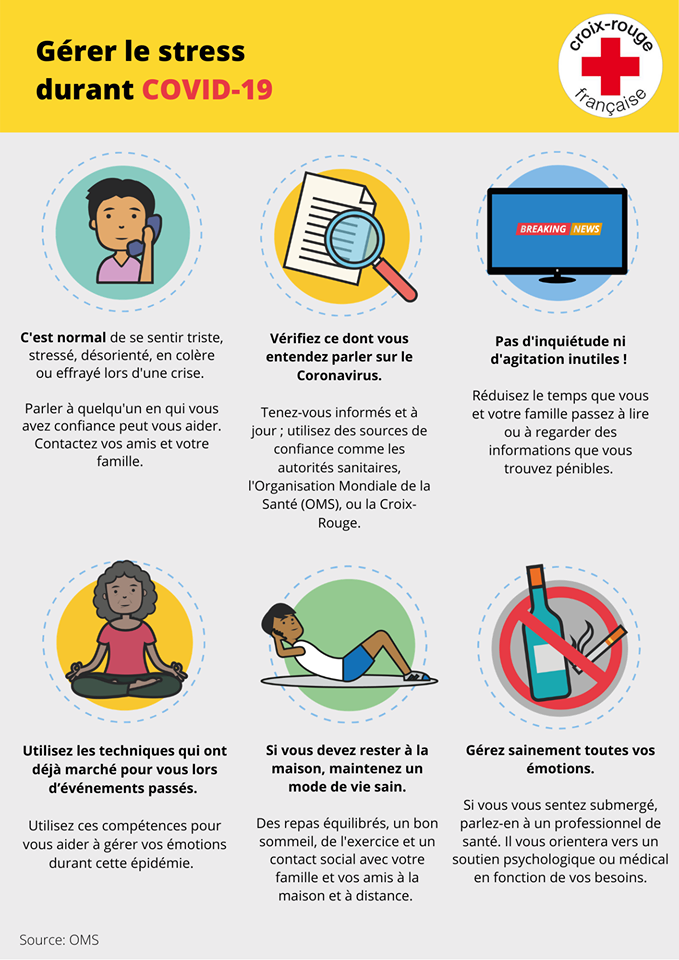 Gérer le stress
durant COVID-19
croix-rouge
française
C'est normal de se sentir triste,
stressé, désorienté, en colère
ou effrayé lors d'une crise.
Parler à quelqu'un en qui vous
avez confiance peut vous aider.
Contactez vos amis et votre
famille.
Vérifiez ce dont vous
entendez parler sur le
Coronavirus.
Tenez-vous informés et à
jour ; utilisez des sources de
confiance comme les
autorités sanitaires,
l'Organisation Mondiale de la
Santé (OMS), ou la Croix-
Rouge.
BREAKING NEWS
Pas d'inquiétude ni
d'agitation inutiles !
Réduisez le temps que vous
et votre famille passez à lire
ou à regarder des
informations que vous
trouvez pénibles.
Utilisez les techniques qui ont
déjà marché pour vous lors
d’événements passés.
Utilisez ces compétences pour
vous aider à gérer vos émotions
durant cette épidémie.
Si vous devez rester à la
maison, maintenez un
mode de vie sain.
Des repas équilibrés, un bon
sommeil, de l'exercice et un
contact social avec votre
famille et vos amis à la
maison et à distance.
Gérez sainement toutes vos
émotions.
Si vous vous sentez submergé,
parlez-en à un professionnel de
santé. Il vous orientera vers un
soutien psychologique ou médical
en fonction de vos besoins.
Source: OMS